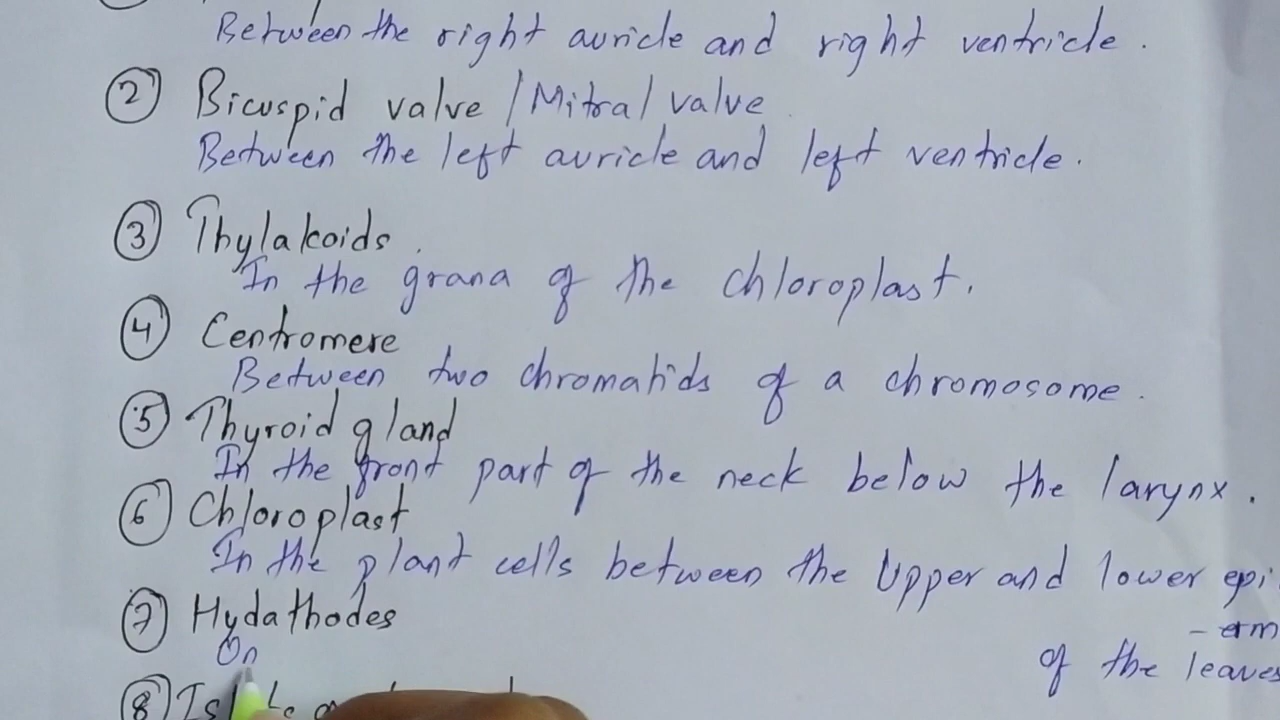 Between the right auricle and right ventricle.
② Bicuspid valve / Mitral valve
Between the left auricle and left ventricle.
③ Thylakoids.
In the grana of the chloroplast.
④ Centromere
Between two chromatids of a chromosome.
⑤ Thyroid gland
In the front part of the neck below the larynx.
⑥ Chloroplast
In the plant cells between the Upper and lower epi
- erm
⑦ Hydathodes
of the leaves
On
⑧